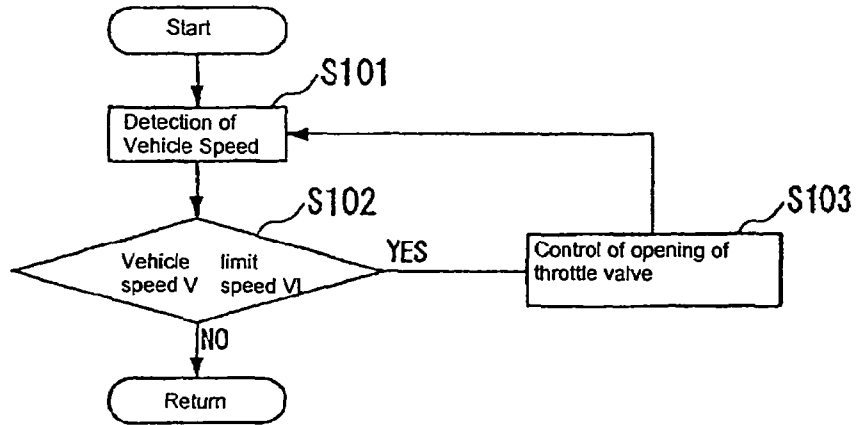 Start
S101
Detection of
Vehicle Speed
S102
Vehicle limit
speed V speed VL
YES
S103
Control of opening of
throttle valve
NO
Return